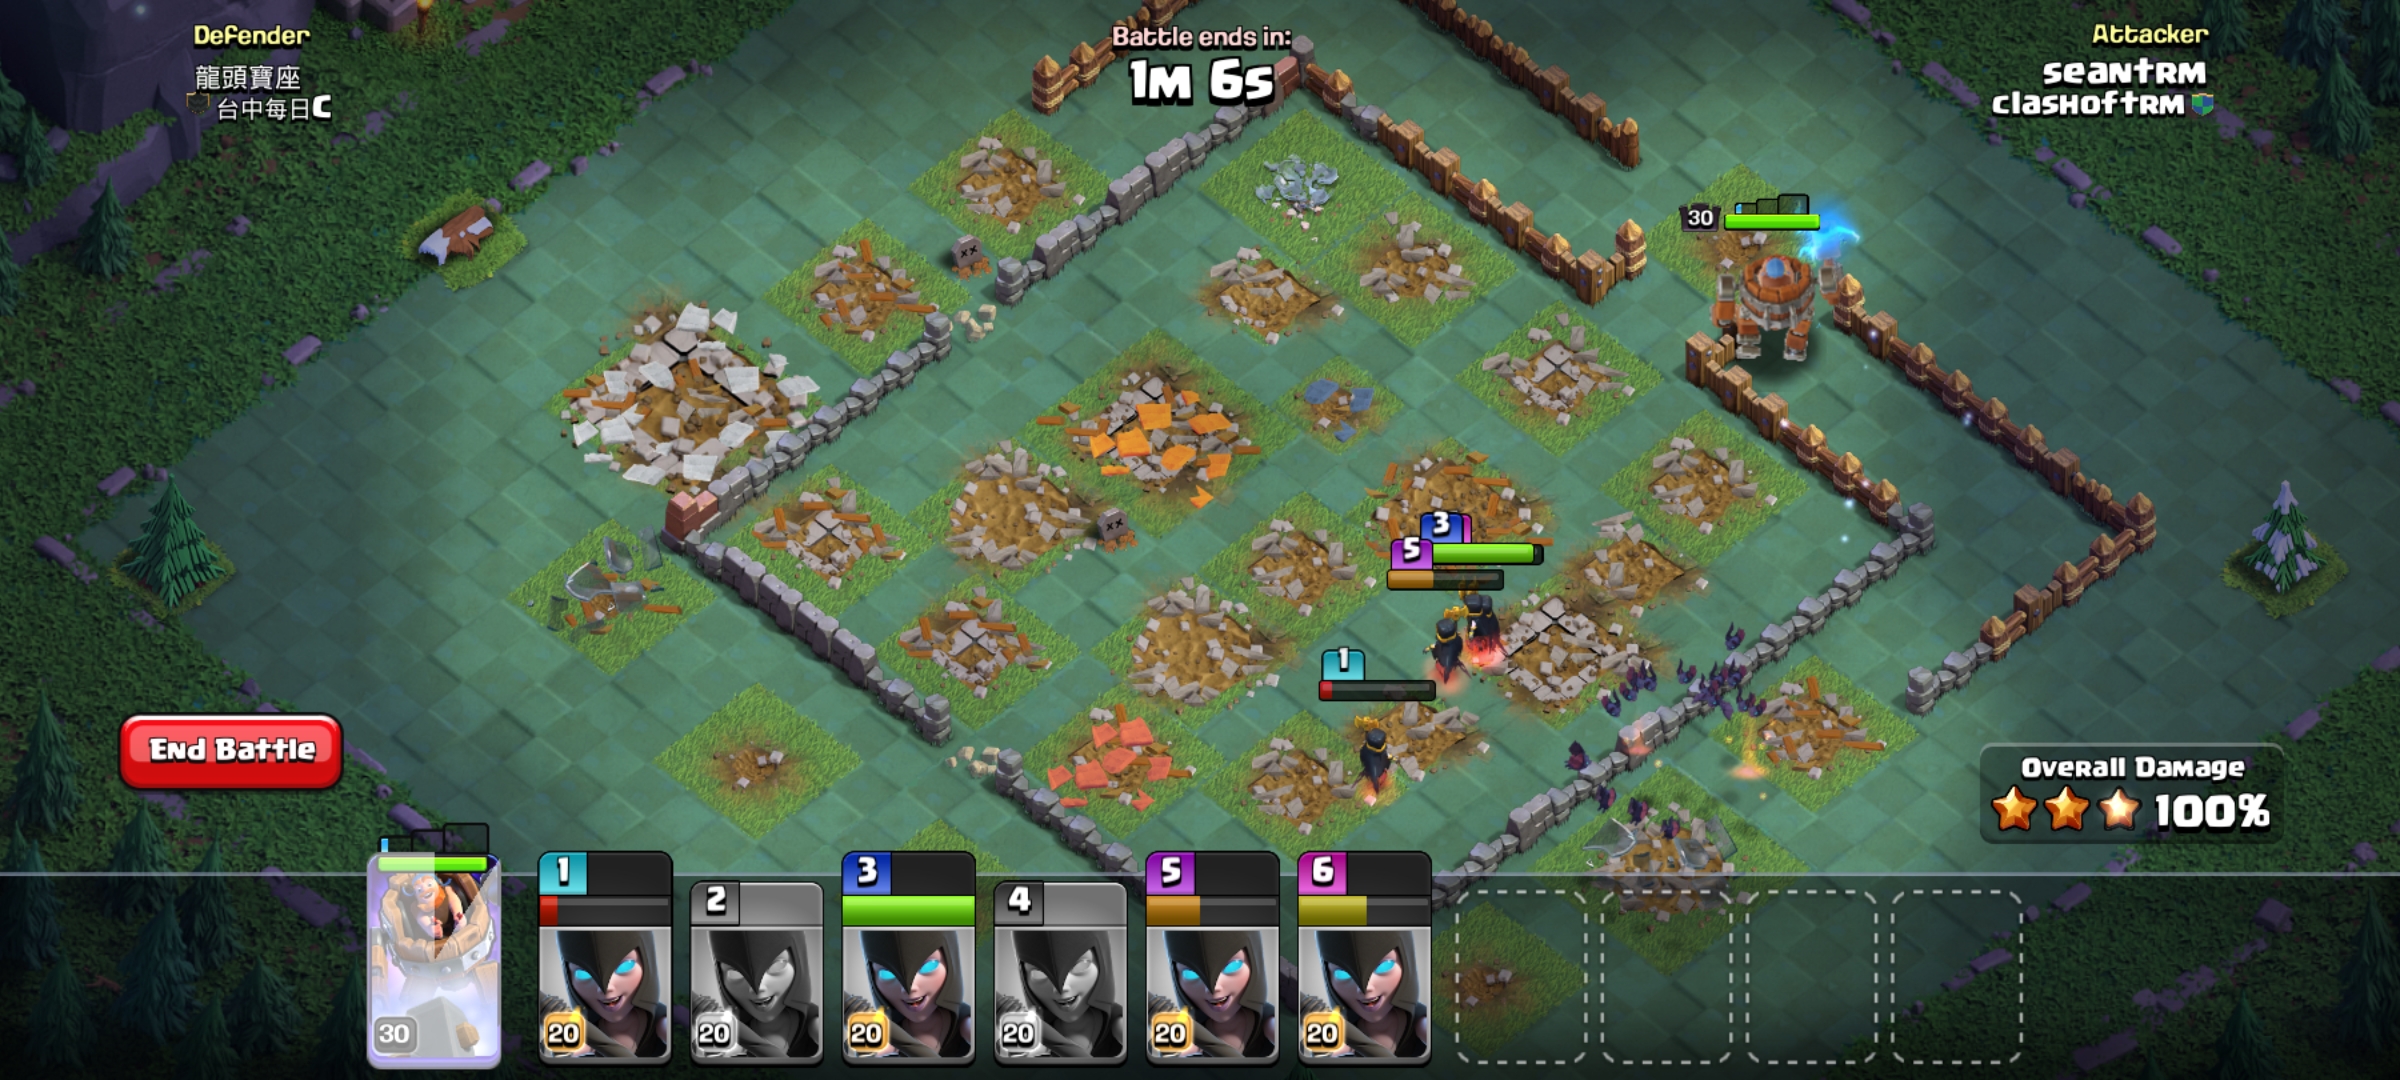 Defender
龍頭寶座
台中每日C
Battle ends in:
1M 6s
Attacker
seantRM
clashoftRM
30
3
5
1
End Battle
Overall Damage
100%
30
1
20
2
20
3
20
4
20
5
20
6
20